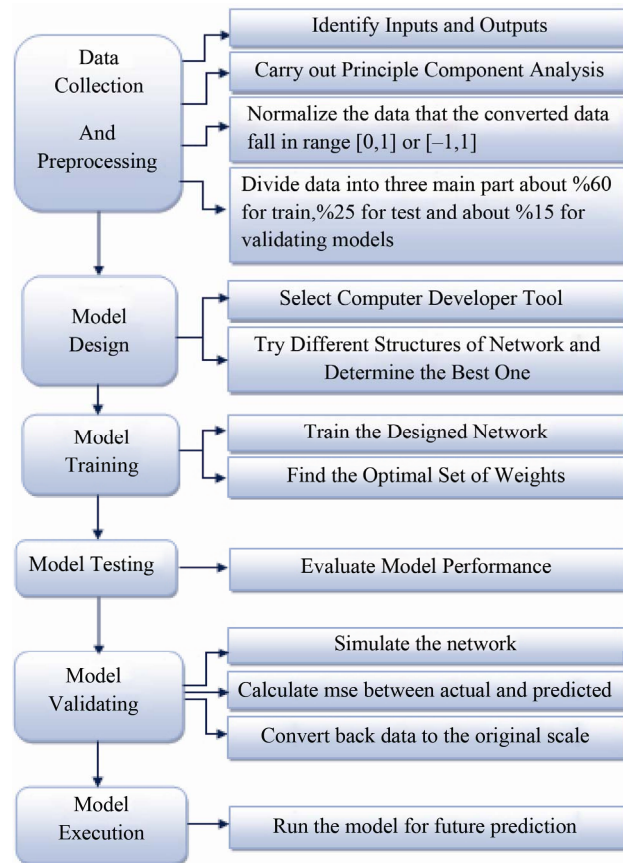 Data
Collection
And
Preprocessing
Identify Inputs and Outputs
Carry out Principle Component Analysis
Normalize the data that the converted data
fall in range [0,1] or [−1,1]
Divide data into three main part about %60
for train,%25 for test and about %15 for
validating models
Model
Design
Select Computer Developer Tool
Try Different Structures of Network and
Determine the Best One
Model
Training
Train the Designed Network
Find the Optimal Set of Weights
Model Testing
Evaluate Model Performance
Model
Validating
Simulate the network
Calculate mse between actual and predicted
Convert back data to the original scale
Model
Execution
Run the model for future prediction